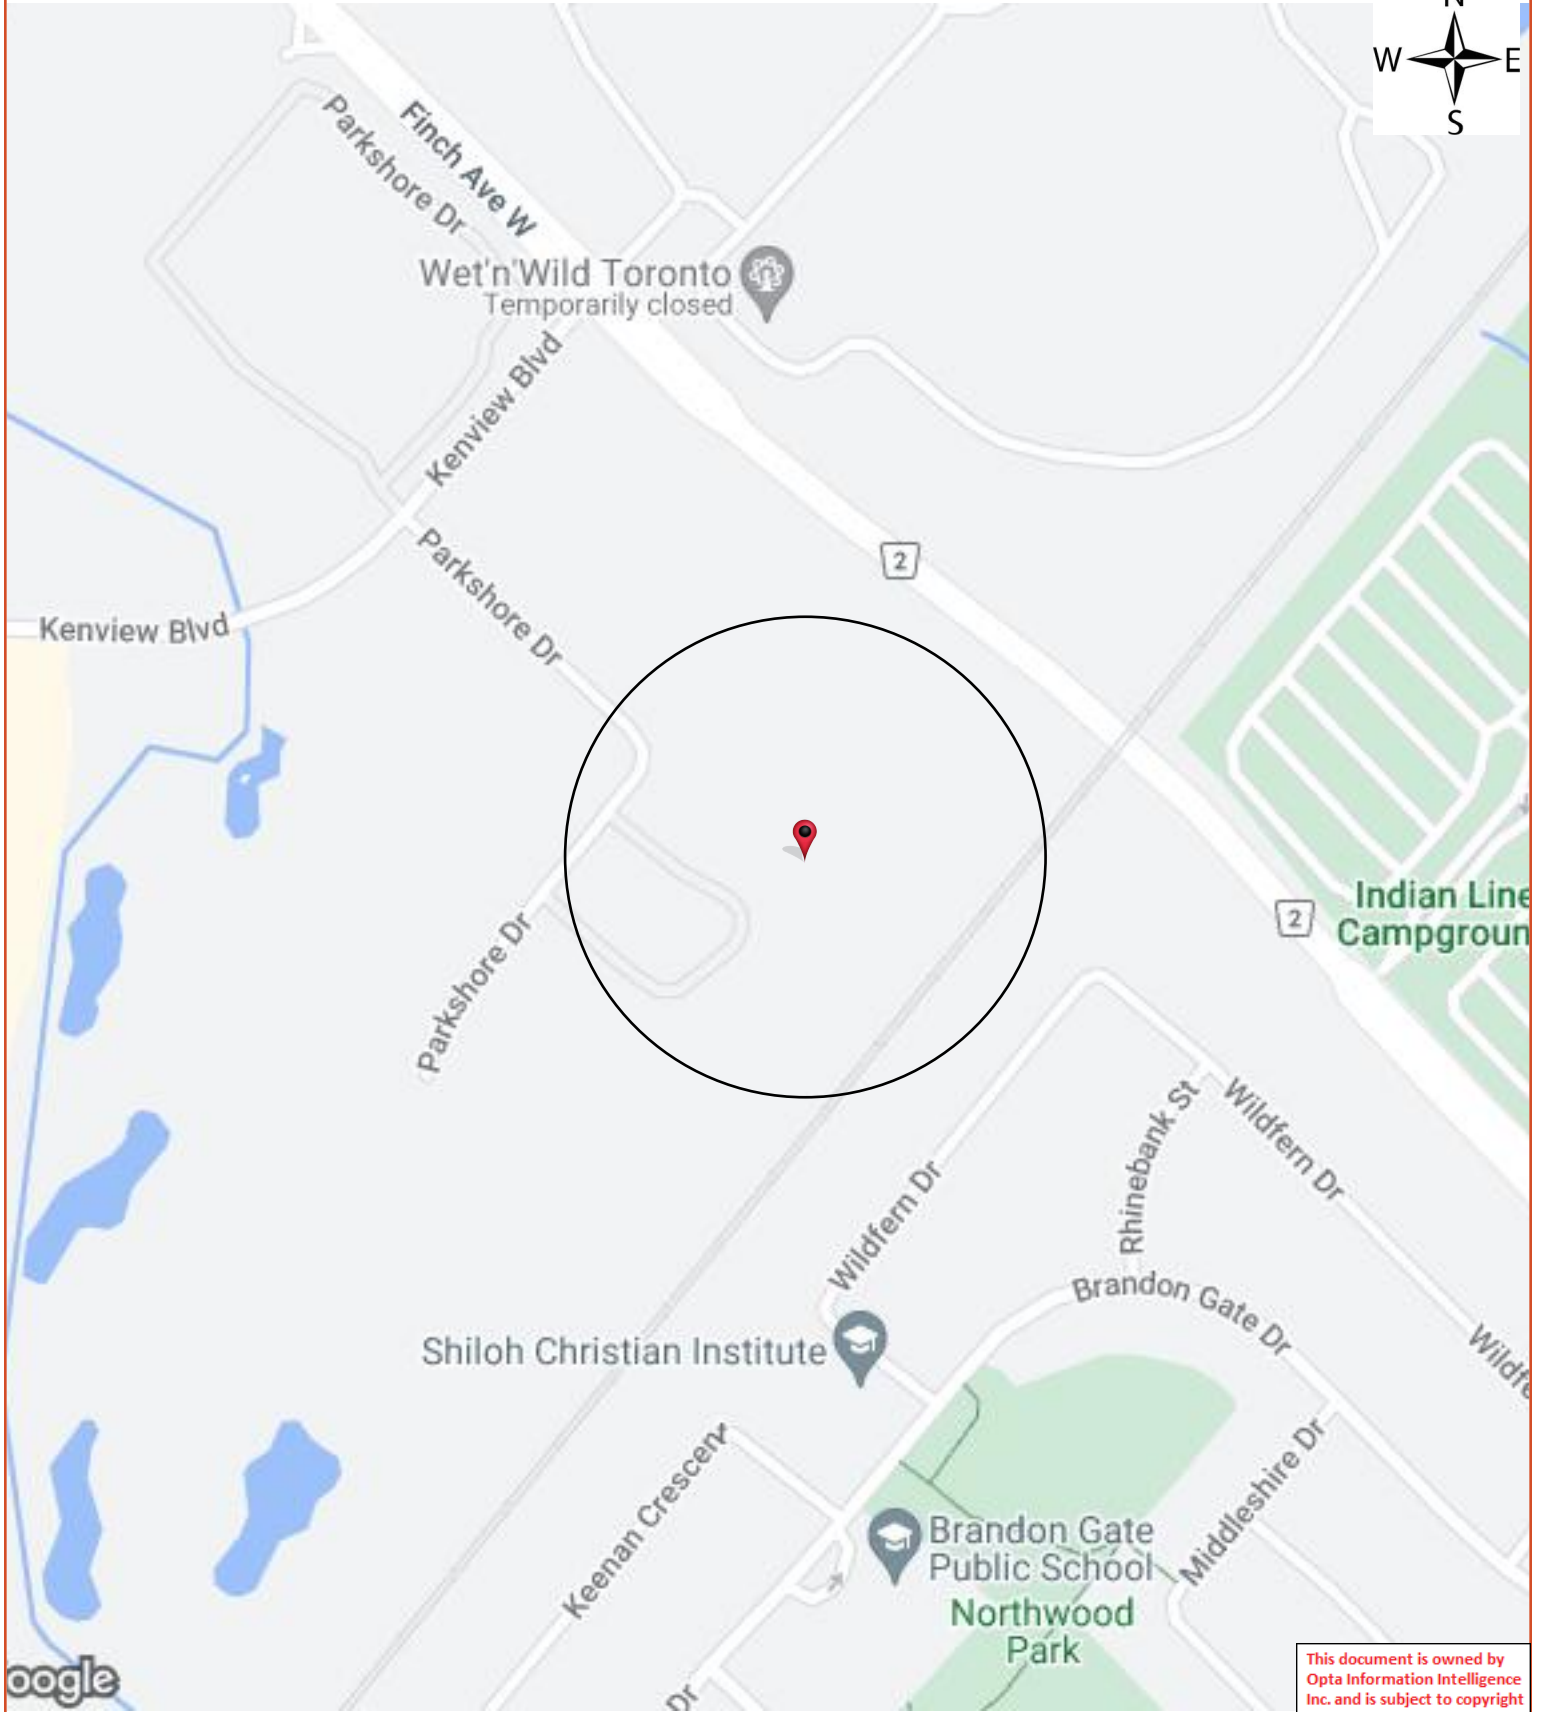 N
W E
S
Parkshore Dr
Finch Ave W
Wet'n'Wild Toronto
Temporarily closed
Kenview Blvd
Parkshore Dr
2
Kenview Blvd
Indian Line
Campgroun
2
Parkshore Dr
Rhinebank St
Wildfern Dr
Wildfern Dr
Brandon Gate Dr
Shiloh Christian Institute
Wildfe
Keenan Crescent
Middleshire Dr
Brandon Gate
Public School
Northwood
Park
oogle
Dr
This document is owned by
Opta Information Intelligence
Inc. and is subject to copyright